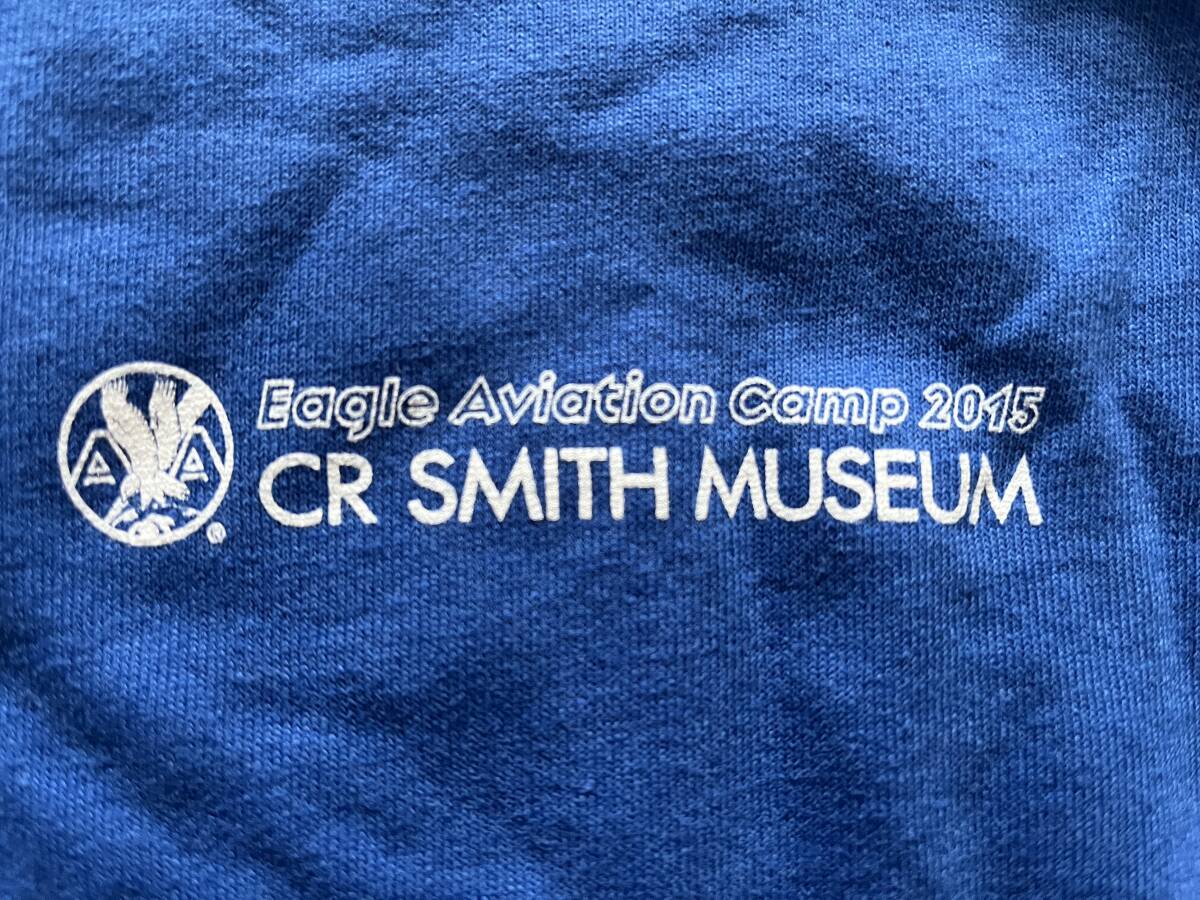 Eagle Aviation Camp 2015
CR SMITH MUSEUM
A A
®